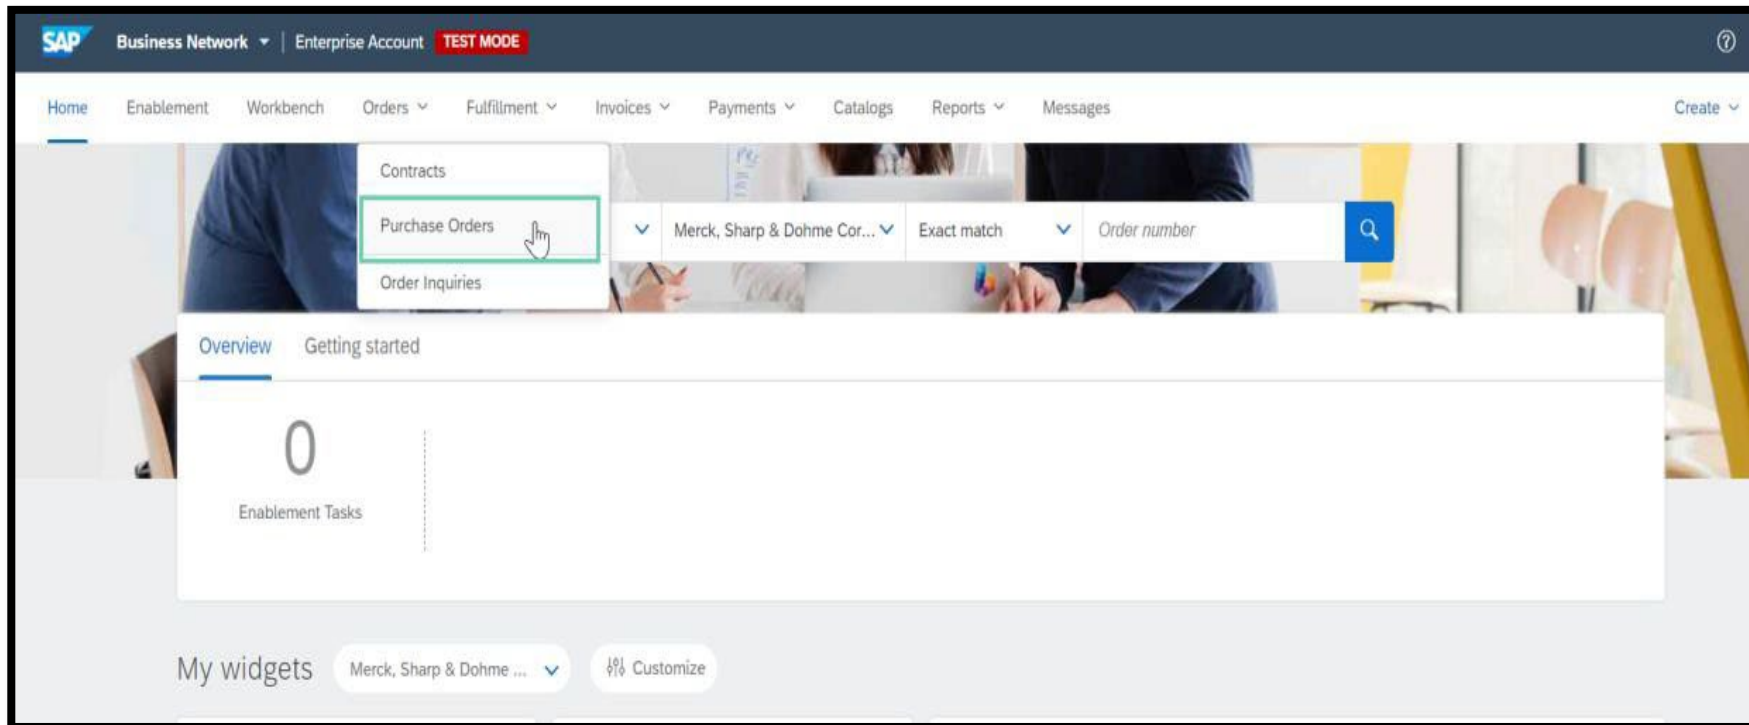 SAP Business Network | Enterprise Account TEST MODE
Home Enablement Workbench Orders Fulfillment Invoices Payments Catalogs Reports Messages Create
Contracts
Purchase Orders
Merck, Sharp & Dohme Cor... Exact match Order number
Order Inquiries
Overview Getting started
0
Enablement Tasks
My widgets Merck, Sharp & Dohme ... Customize